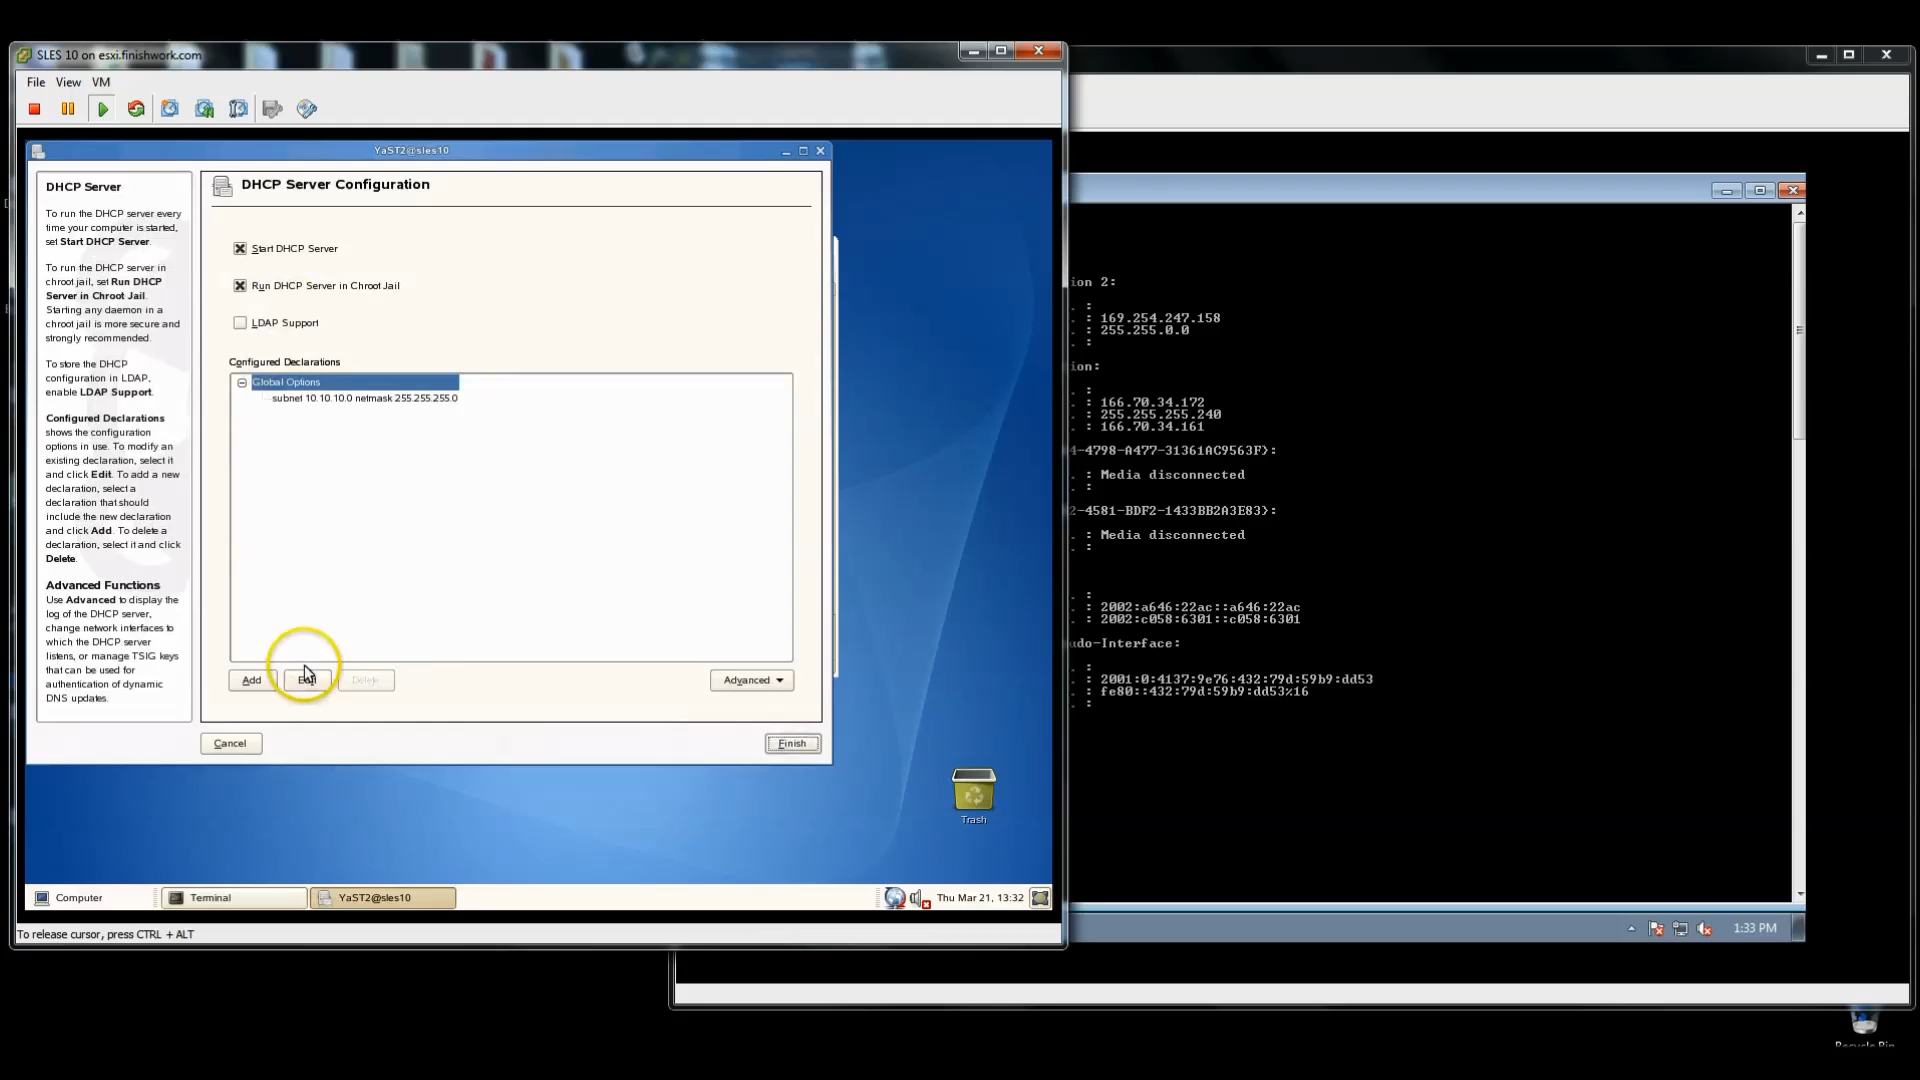 SLES 10 on esxi.finishwork.com
File View VM
YaST2@sles10
DHCP Server
To run the DHCP server every
time your computer is started,
set Start DHCP Server.
To run the DHCP server in
chroot jail, set Run DHCP
Server in Chroot Jail.
Starting any daemon in a
chroot jail is more secure and
strongly recommended.
To store the DHCP
configuration in LDAP,
enable LDAP Support.
Configured Declarations
shows the configuration
options in use. To modify an
existing declaration, select it
and click Edit. To add a new
declaration, select a
declaration that should
include the new declaration
and click Add. To delete a
declaration, select it and click
Delete.
Advanced Functions
Use Advanced to display the
log of the DHCP server,
change network interfaces to
which the DHCP server
listens, or manage TSIG keys
that can be used for
authentication of dynamic
DNS updates.
DHCP Server Configuration
Start DHCP Server
Run DHCP Server in Chroot Jail
LDAP Support
Configured Declarations
Global Options
subnet 10.10.10.0 netmask 255.255.255.0
Add Delete Advanced
Cancel Finish
Trash
Computer Terminal YaST2@sles10 Thu Mar 21, 13:32
To release cursor, press CTRL + ALT
ion 2:
. :
. : 169.254.247.158
. : 255.255.0.0
. :
ion:
. :
. : 166.70.34.172
. : 255.255.255.240
. : 166.70.34.161
4-4798-A477-31361AC9563F}:
. : Media disconnected
. :
2-4581-BDF2-1433BB2A3E83}:
. : Media disconnected
. :
. :
. : 2002:a646:22ac::a646:22ac
. : 2002:c058:6301::c058:6301
udo-Interface:
. :
. : 2001:0:4137:9e76:432:79d:59b9:dd53
. : fe80::432:79d:59b9:dd53%16
. :
1:33 PM
Recycle Bin